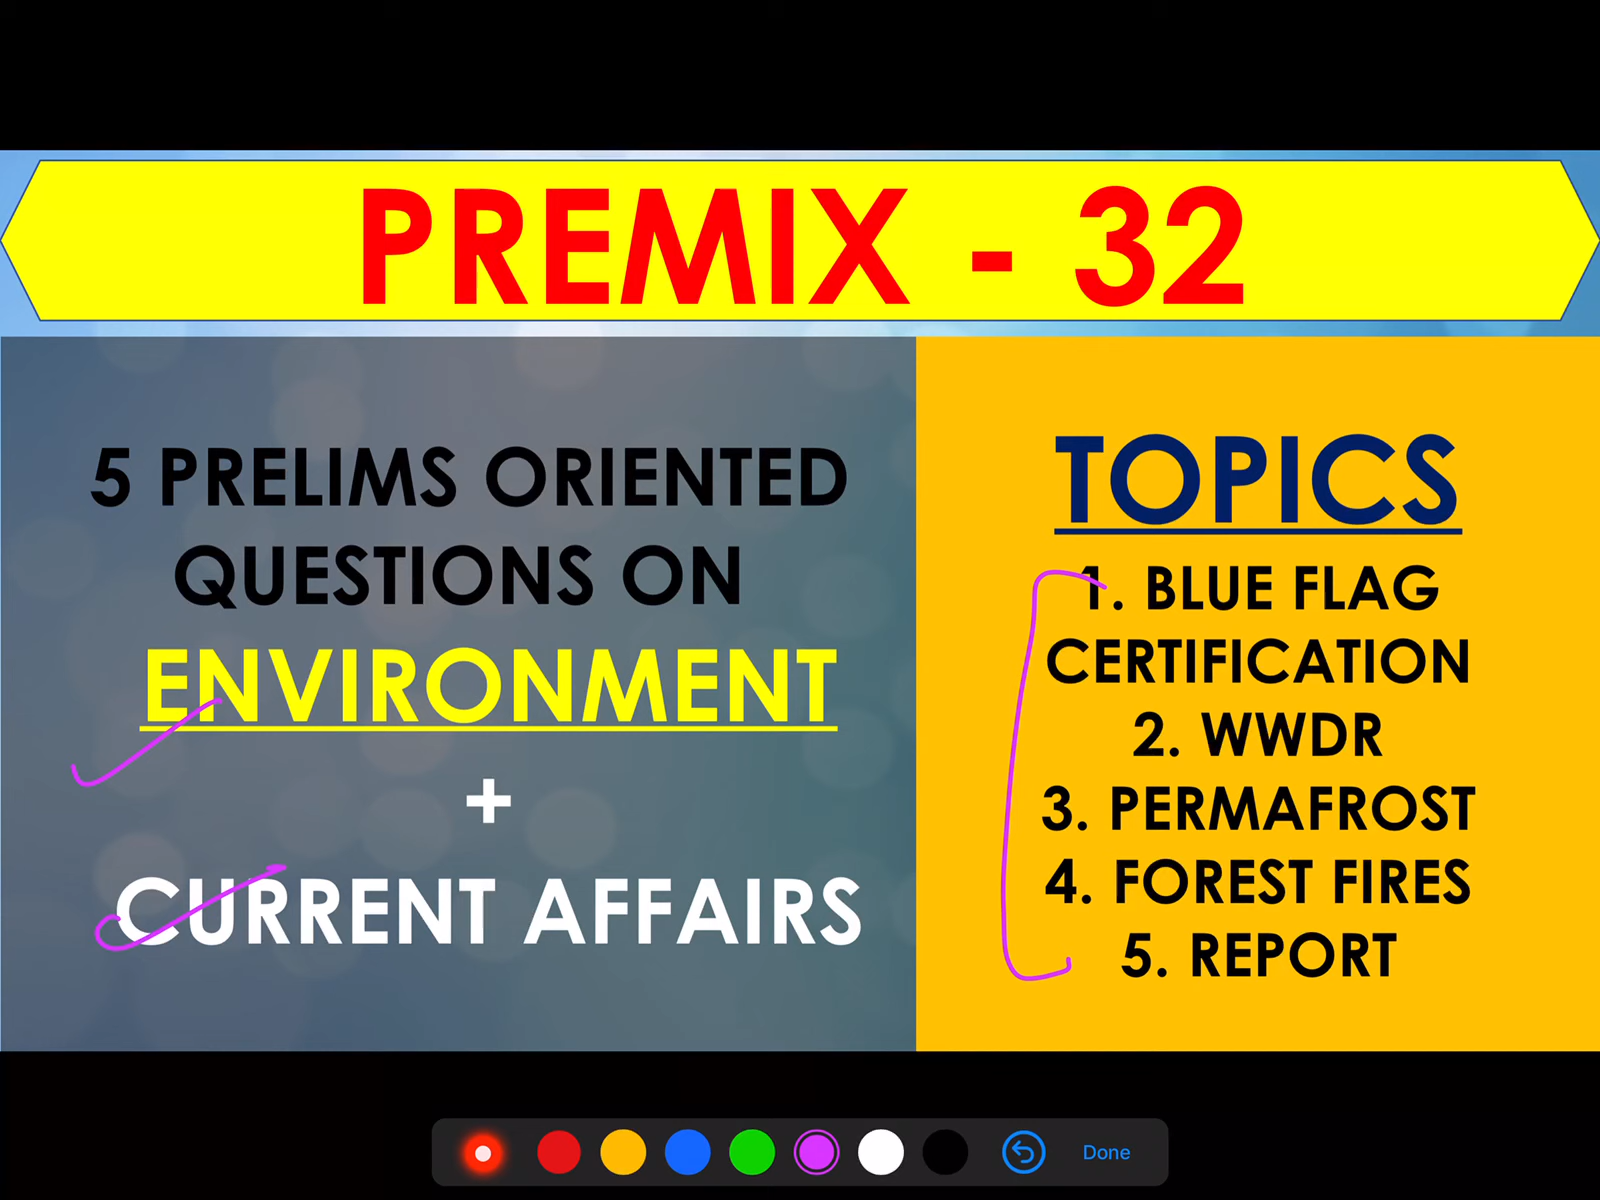 PREMIX - 32
5 PRELIMS ORIENTED
QUESTIONS ON
ENVIRONMENT
+
CURRENT AFFAIRS
TOPICS
1. BLUE FLAG
CERTIFICATION
2. WWDR
3. PERMAFROST
4. FOREST FIRES
5. REPORT
Done